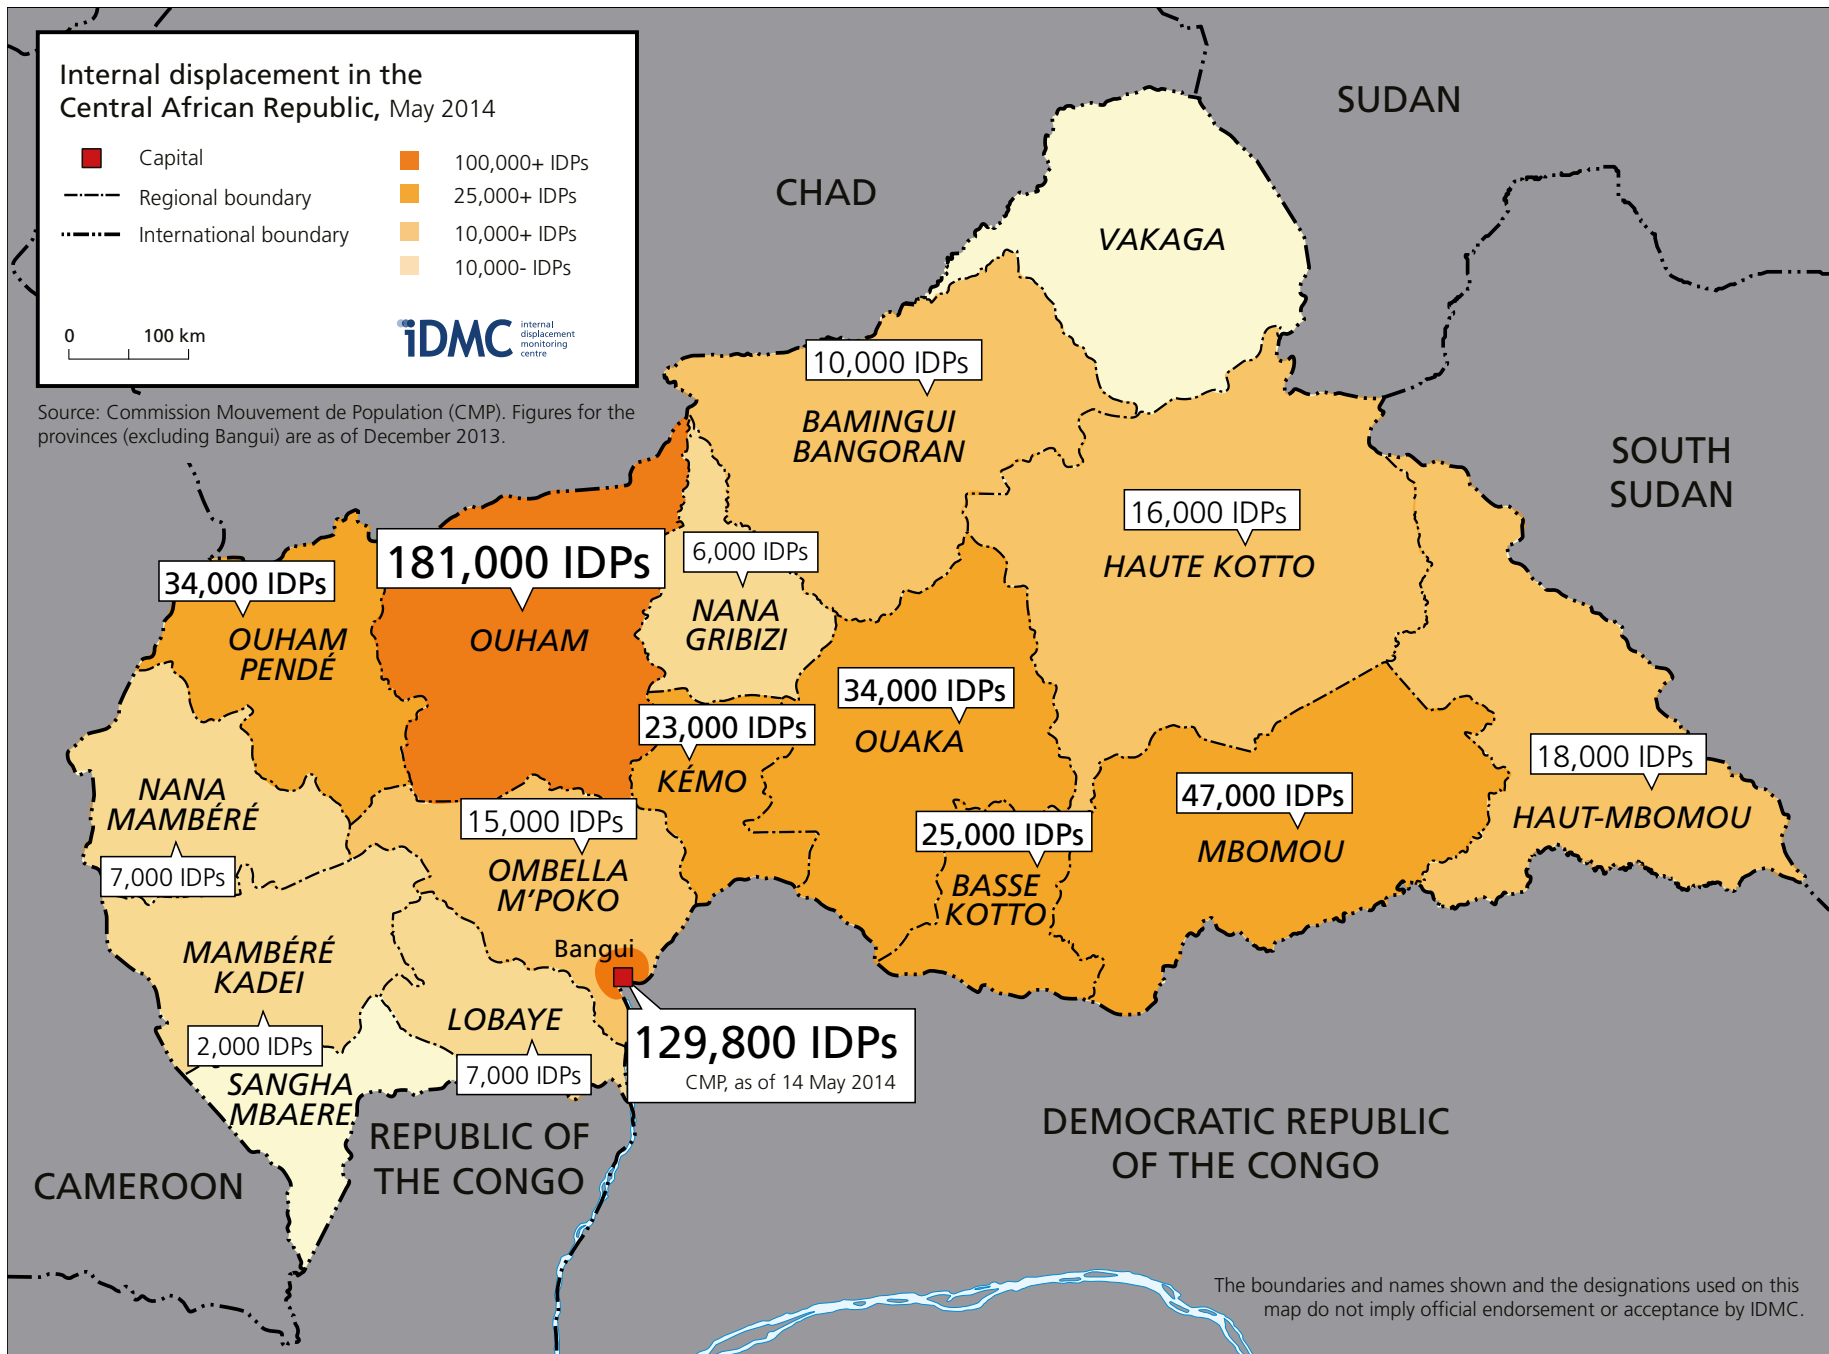 Internal displacement in the
Central African Republic, May 2014
Capital
Regional boundary
International boundary
100,000+ IDPs
25,000+ IDPs
10,000+ IDPs
10,000- IDPs
0 100 km
iDMC
internal
displacement
monitoring
centre
Source: Commission Mouvement de Population (CMP). Figures for the
provinces (excluding Bangui) are as of December 2013.
SUDAN
CHAD
VAKAGA
10,000 IDPs
BAMINGUI
BANGORAN
SOUTH
SUDAN
16,000 IDPs
HAUTE KOTTO
181,000 IDPs
OUHAM
6,000 IDPs
NANA
GRIBIZI
34,000 IDPs
OUHAM
PENDÉ
34,000 IDPs
OUAKA
23,000 IDPs
KÉMO
18,000 IDPs
HAUT-MBOMOU
47,000 IDPs
MBOMOU
25,000 IDPs
BASSE
KOTTO
15,000 IDPs
OMBELLA
M'POKO
NANA
MAMBÉRÉ
7,000 IDPs
MAMBÉRÉ
KADEI
2,000 IDPs
Bangui
129,800 IDPs
CMP, as of 14 May 2014
LOBAYE
7,000 IDPs
SANGHA
MBAERE
REPUBLIC OF
THE CONGO
CAMEROON
DEMOCRATIC REPUBLIC
OF THE CONGO
The boundaries and names shown and the designations used on this
map do not imply official endorsement or acceptance by IDMC.